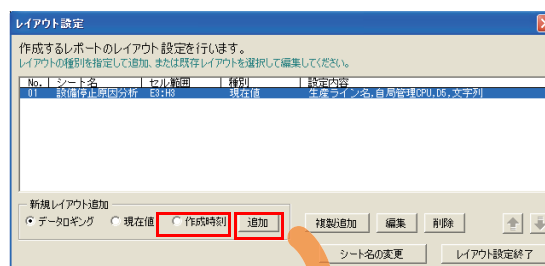 レイアウト設定
作成するレポートのレイアウト設定を行います。
レイアウトの種別を指定して追加、または既存レイアウトを選択して編集してください。
No. シート名 セル範囲 種別 設定内容
01 設備停止原因分析 E3:H3 現在値 生産ライン名,自局管理CPU,D5,文字列
新規レイアウト追加
データロギング 現在値 作成時刻 追加 複製追加 編集 削除
シート名の変更 レイアウト設定終了